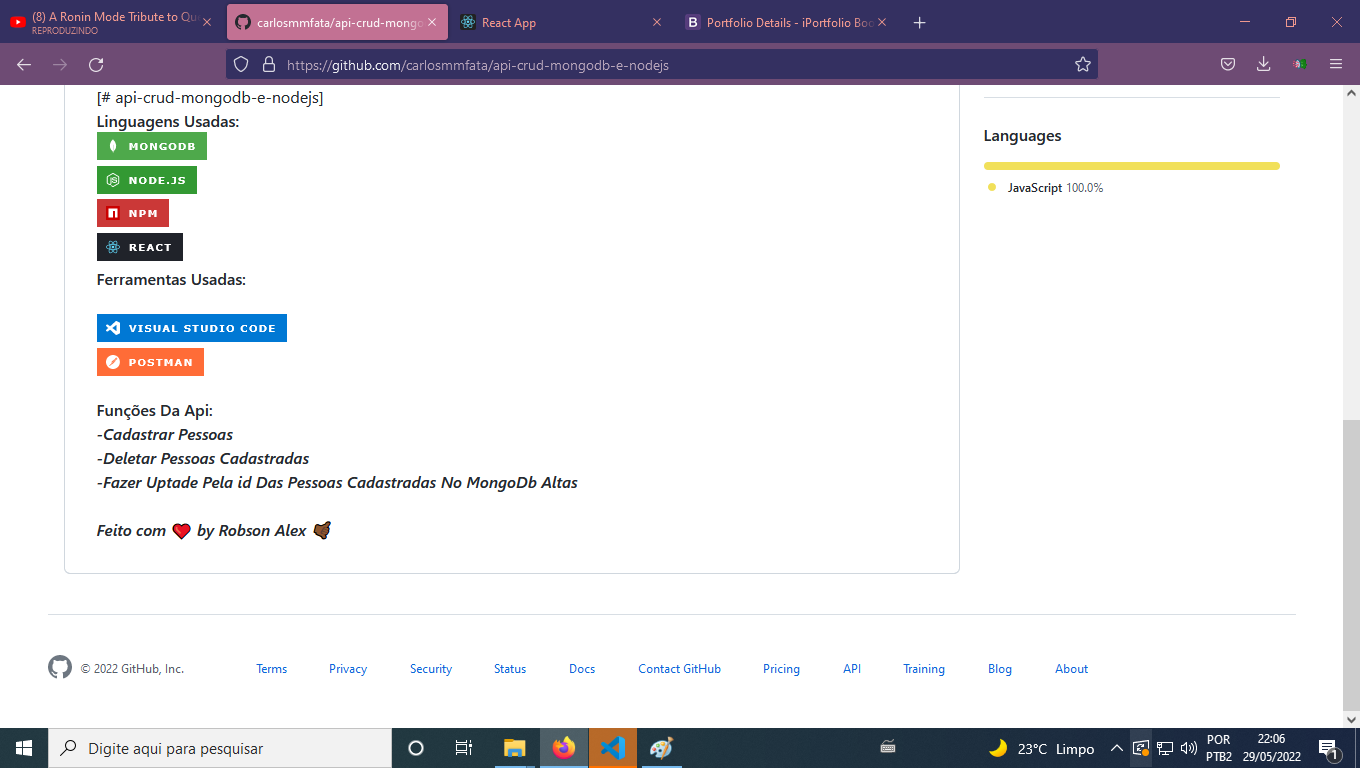 (8) A Ronin Mode Tribute to Que
REPRODUZINDO
carlosmmfata/api-crud-mongo
React App
Portfolio Details - iPortfolio Boo
https://github.com/carlosmmfata/api-crud-mongodb-e-nodejs
[# api-crud-mongodb-e-nodejs]
Linguagens Usadas:
MONGODB
NODE.JS
NPM
REACT
Ferramentas Usadas:
VISUAL STUDIO CODE
POSTMAN
Funções Da Api:
-Cadastrar Pessoas
-Deletar Pessoas Cadastradas
-Fazer Uptade Pela id Das Pessoas Cadastradas No MongoDb Altas
Feito com ❤️ by Robson Alex
Languages
JavaScript 100.0%
© 2022 GitHub, Inc. Terms Privacy Security Status Docs Contact GitHub Pricing API Training Blog About
Digite aqui para pesquisar
23°C Limpo
POR
PTB2
22:06
29/05/2022
1